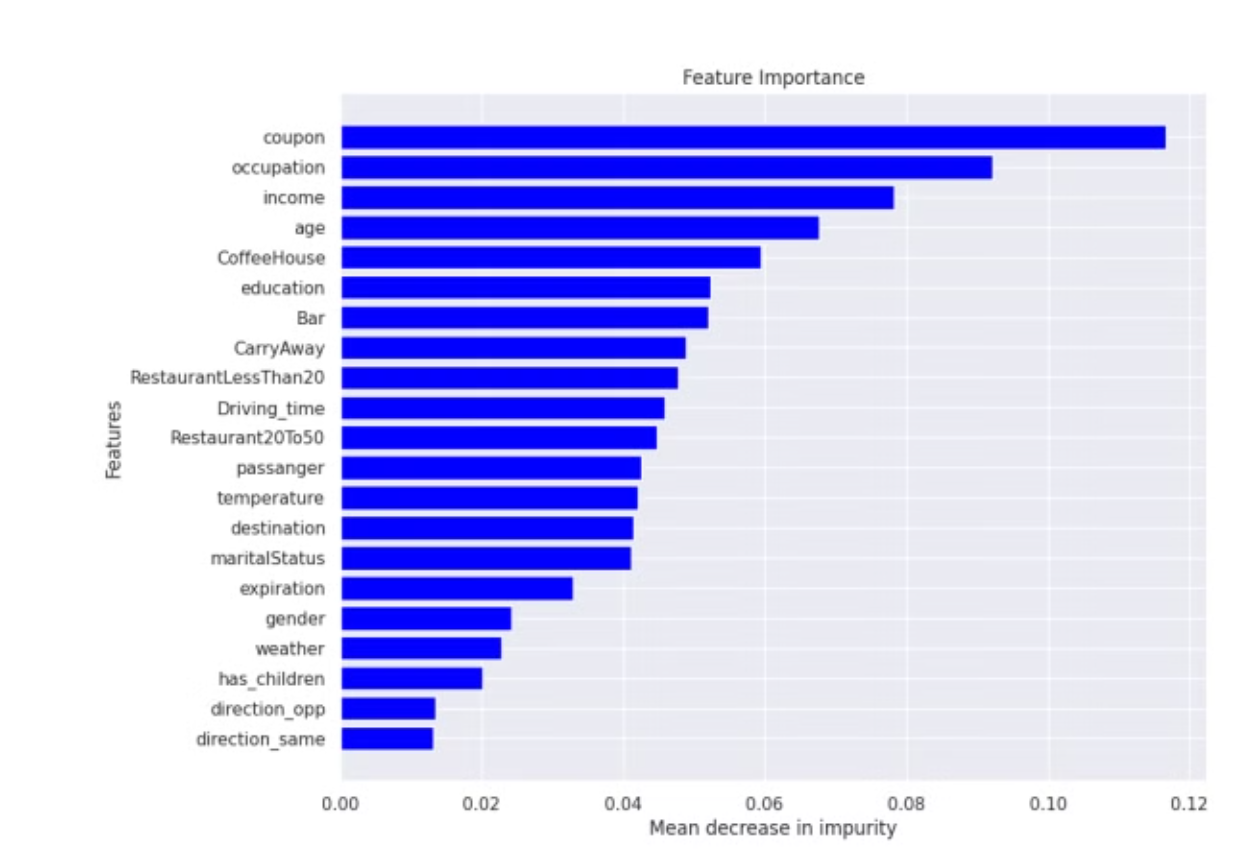 Feature Importance
coupon
occupation
income
age
CoffeeHouse
education
Bar
CarryAway
RestaurantLessThan20
Driving_time
Restaurant20To50
passanger
temperature
destination
maritalStatus
expiration
gender
weather
has_children
direction_opp
direction_same
Features
0.00 0.02 0.04 0.06 0.08 0.10 0.12
Mean decrease in impurity